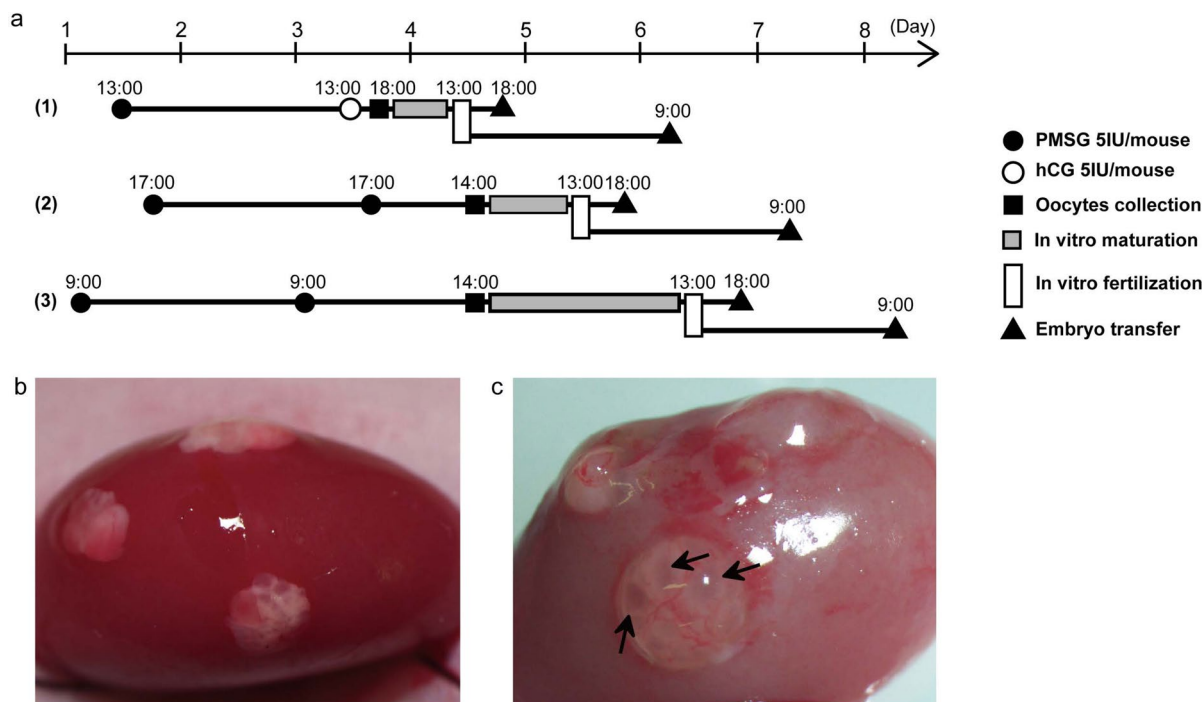 a
1 2 3 4 5 6 7 8 (Day)
13:00 13:00 18:00 13:00 18:00
(1)
9:00
17:00 17:00 14:00 13:00 18:00
(2)
9:00
9:00 9:00 14:00 13:00 18:00
(3)
9:00
PMSG 5IU/mouse
hCG 5IU/mouse
Oocytes collection
In vitro maturation
In vitro fertilization
Embryo transfer
b
c